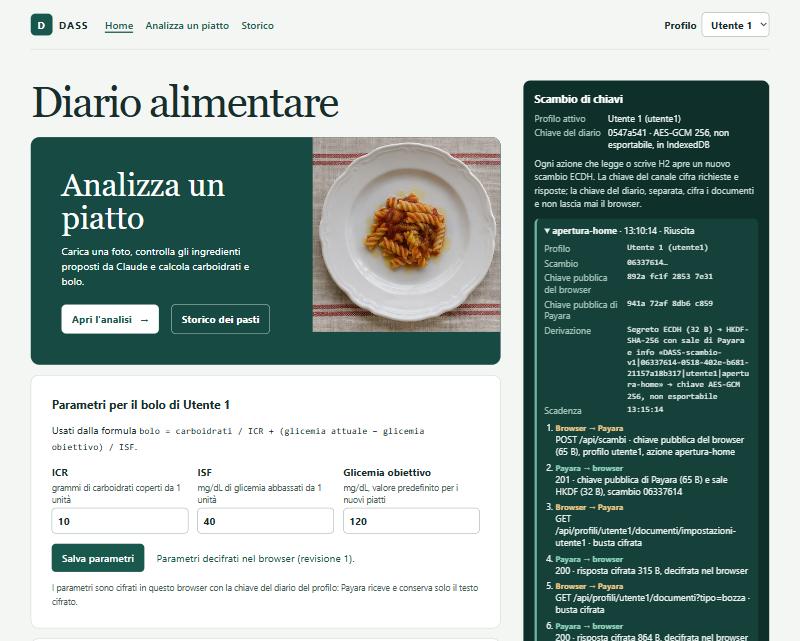 D DASS Home Analizza un piatto Storico Profilo Utente 1
Diario alimentare
Analizza un
piatto
Carica una foto, controlla gli ingredienti
proposti da Claude e calcola carboidrati e
bolo.
Apri l'analisi → Storico dei pasti
Parametri per il bolo di Utente 1
Usati dalla formula bolo = carboidrati / ICR + (glicemia attuale − glicemia
obiettivo) / ISF.
ICR ISF Glicemia obiettivo
grammi di carboidrati coperti da 1
unità
mg/dL di glicemia abbassati da 1
unità
mg/dL, valore predefinito per i
nuovi piatti
10 40 120
Salva parametri Parametri decifrati nel browser (revisione 1).
I parametri sono cifrati in questo browser con la chiave del diario del profilo: Payara riceve e conserva solo il testo
cifrato.
Scambio di chiavi
Profilo attivo Utente 1 (utente1)
Chiave del diario 0547a541 · AES-GCM 256, non
esportabile, in IndexedDB
Ogni azione che legge o scrive H2 apre un nuovo
scambio ECDH. La chiave del canale cifra richieste e
risposte; la chiave del diario, separata, cifra i documenti
e non lascia mai il browser.
▼ apertura-home · 13:10:14 · Riuscita
Profilo Utente 1 (utente1)
Scambio 06337614…
Chiave pubblica
del browser
892a fc1f 2853 7e31
Chiave pubblica di
Payara
941a 72af 8db6 c859
Derivazione Segreto ECDH (32 B) → HKDF-
SHA-256 con sale di Payara
e info «DASS-scambio-
v1|06337614-0518-402e-b681-
21157a18b317|utente1|apertu
ra-home» → chiave AES-GCM
256, non esportabile
Scadenza 13:15:14
1. Browser → Payara
POST /api/scambi · chiave pubblica del browser
(65 B), profilo utente1, azione apertura-home
2. Payara → browser
201 · chiave pubblica di Payara (65 B) e sale
HKDF (32 B), scambio 06337614
3. Browser → Payara
GET
/api/profili/utente1/documenti/impostazioni-
utente1 · busta cifrata
4. Payara → browser
200 · risposta cifrata 315 B, decifrata nel browser
5. Browser → Payara
GET /api/profili/utente1/documenti?tipo=bozza ·
busta cifrata
6. Payara → browser
200 · risposta cifrata 864 B, decifrata nel browser